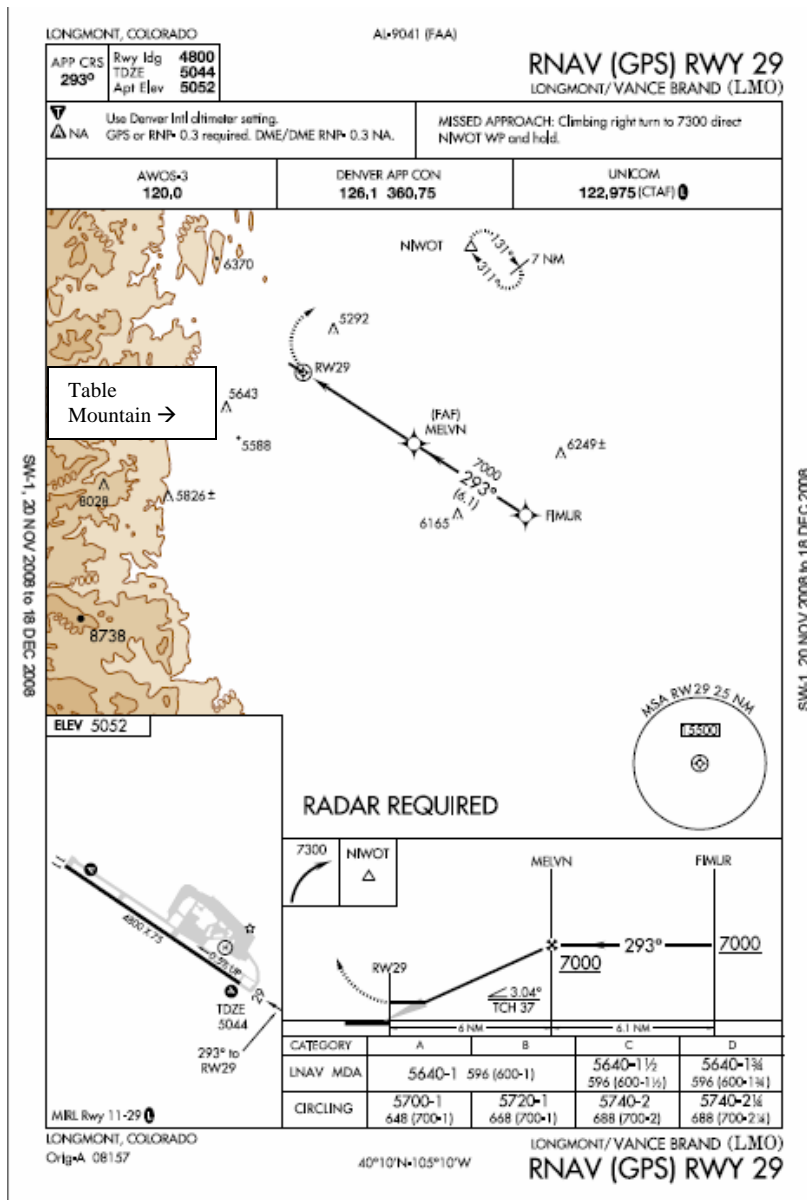 LONGMONT, COLORADO
AL-9041 (FAA)
APP CRS
293°
Rwy ldg 4800
TDZE 5044
Apt Elev 5052
RNAV (GPS) RWY 29
LONGMONT/ VANCE BRAND (LMO)
T
A NA
Use Denver Intl altimeter setting.
GPS or RNP- 0.3 required. DME/DME RNP- 0.3 NA.
MISSED APPROACH: Climbing right turn to 7300 direct
NIWOT WP and hold.
AWOS-3
120.0
DENVER APP CON
126.1 360.75
UNICOM
122.975 (CTAF) L
NIWOT
131°
311°
7 NM
6370
5292
RW29
Table
Mountain →
5643
5588
(FAF)
MELVN
6249±
7000
293°
(6.1)
8028
5826±
6165
FIMUR
8738
SW-1, 20 NOV 2008 to 18 DEC 2008
SW-1, 20 NOV 2008 to 18 DEC 2008
MSA RW29 25 NM
15500
ELEV 5052
RADAR REQUIRED
11
4800 X 75
0.5% UP
29
TDZE
5044
293° to
RW29
MIRL Rwy 11-29 L
7300
NIWOT
MELVN
FIMUR
293°
7000
7000
RW29
3.04°
TCH 37
6 NM
6.1 NM
CATEGORY A B C D
LNAV MDA 5640-1 596 (600-1) 5640-1½ 596 (600-1½) 5640-1¾ 596 (600-1¾)
CIRCLING 5700-1 648 (700-1) 5720-1 668 (700-1) 5740-2 688 (700-2) 5740-2¼ 688 (700-2¼)
LONGMONT, COLORADO
Orig-A 08157
40°10'N-105°10'W
LONGMONT/ VANCE BRAND (LMO)
RNAV (GPS) RWY 29